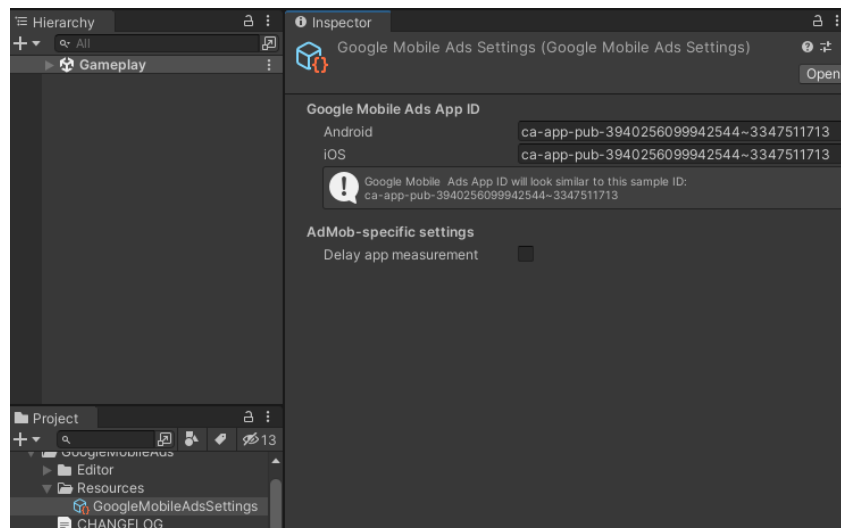 Hierarchy
All
Gameplay
Inspector
Google Mobile Ads Settings (Google Mobile Ads Settings)
Open
Google Mobile Ads App ID
Android ca-app-pub-3940256099942544~3347511713
iOS ca-app-pub-3940256099942544~3347511713
Google Mobile Ads App ID will look similar to this sample ID:
ca-app-pub-3940256099942544~3347511713
AdMob-specific settings
Delay app measurement
Project
13
GoogleMobileAds
Editor
Resources
GoogleMobileAdsSettings
CHANGELOG